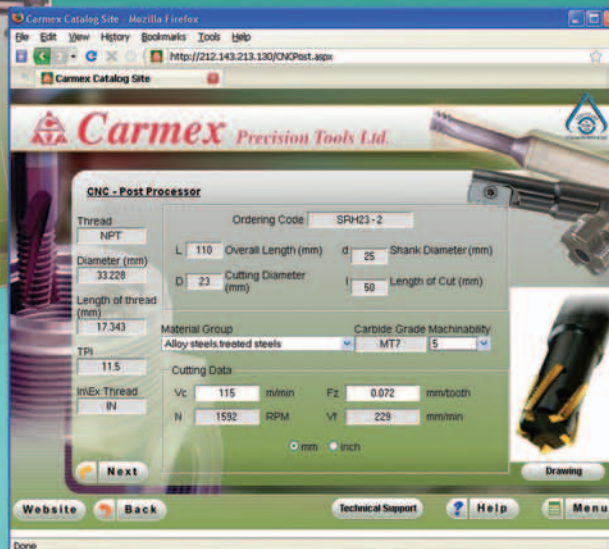 Carmex Catalog Site - Mozilla Firefox
File Edit View History Bookmarks Tools Help
http://212.143.213.130/CNCPost.aspx
Carmex Catalog Site
Carmex Precision Tools Ltd.
CNC - Post Processor
Thread
NPT
Diameter (mm)
33.228
Length of thread (mm)
17.343
TPI
11.5
In\Ex Thread
IN
Next
Ordering Code SRH23 - 2
L 110 Overall Length (mm) d 25 Shank Diameter (mm)
D 23 Cutting Diameter (mm) l 50 Length of Cut (mm)
Material Group Carbide Grade Machinability
Alloy steels,treated steels MT7 5
Cutting Data
Vc 115 m/min Fz 0.072 mm/tooth
N 1592 RPM Vf 229 mm/min
mm inch
Drawing
Website Back Technical Support ? Help Menu
Done